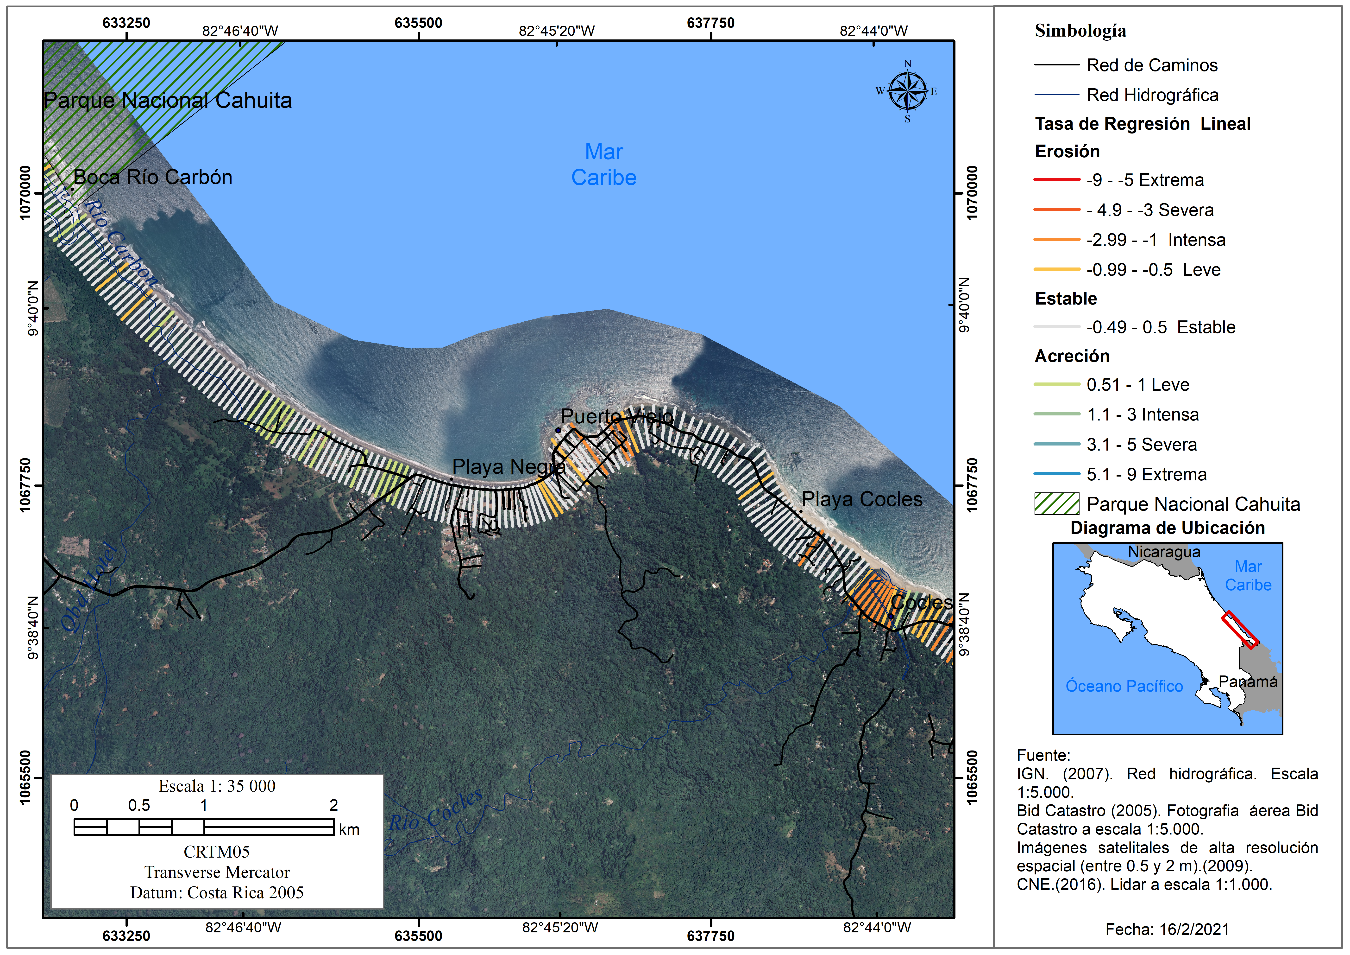 633250
635500
637750
82°46'40"W
82°45'20"W
82°44'0"W
Parque Nacional Cahuita
Boca Río Carbón
Río Carbón
Mar
Caribe
N
W
E
S
1070000
1070000
9°40'0"N
9°40'0"N
Puerto Viejo
Playa Negra
Playa Cocles
Cocles
1067750
1067750
9°38'40"N
9°38'40"N
Río Cocles
1065500
1065500
Escala 1: 35 000
0 0.5 1 2
km
CRTM05
Transverse Mercator
Datum: Costa Rica 2005
633250
635500
637750
82°46'40"W
82°45'20"W
82°44'0"W
Simbología
Red de Caminos
Red Hidrográfica
Tasa de Regresión Lineal
Erosión
-9 - -5 Extrema
- 4.9 - -3 Severa
-2.99 - -1 Intensa
-0.99 - -0.5 Leve
Estable
-0.49 - 0.5 Estable
Acreción
0.51 - 1 Leve
1.1 - 3 Intensa
3.1 - 5 Severa
5.1 - 9 Extrema
Parque Nacional Cahuita
Diagrama de Ubicación
Nicaragua
Mar
Caribe
Óceano Pacífico
Panamá
Fuente:
IGN. (2007). Red hidrográfica. Escala
1:5.000.
Bid Catastro (2005). Fotografia áerea Bid
Catastro a escala 1:5.000.
Imágenes satelitales de alta resolución
espacial (entre 0.5 y 2 m).(2009).
CNE.(2016). Lidar a escala 1:1.000.
Fecha: 16/2/2021